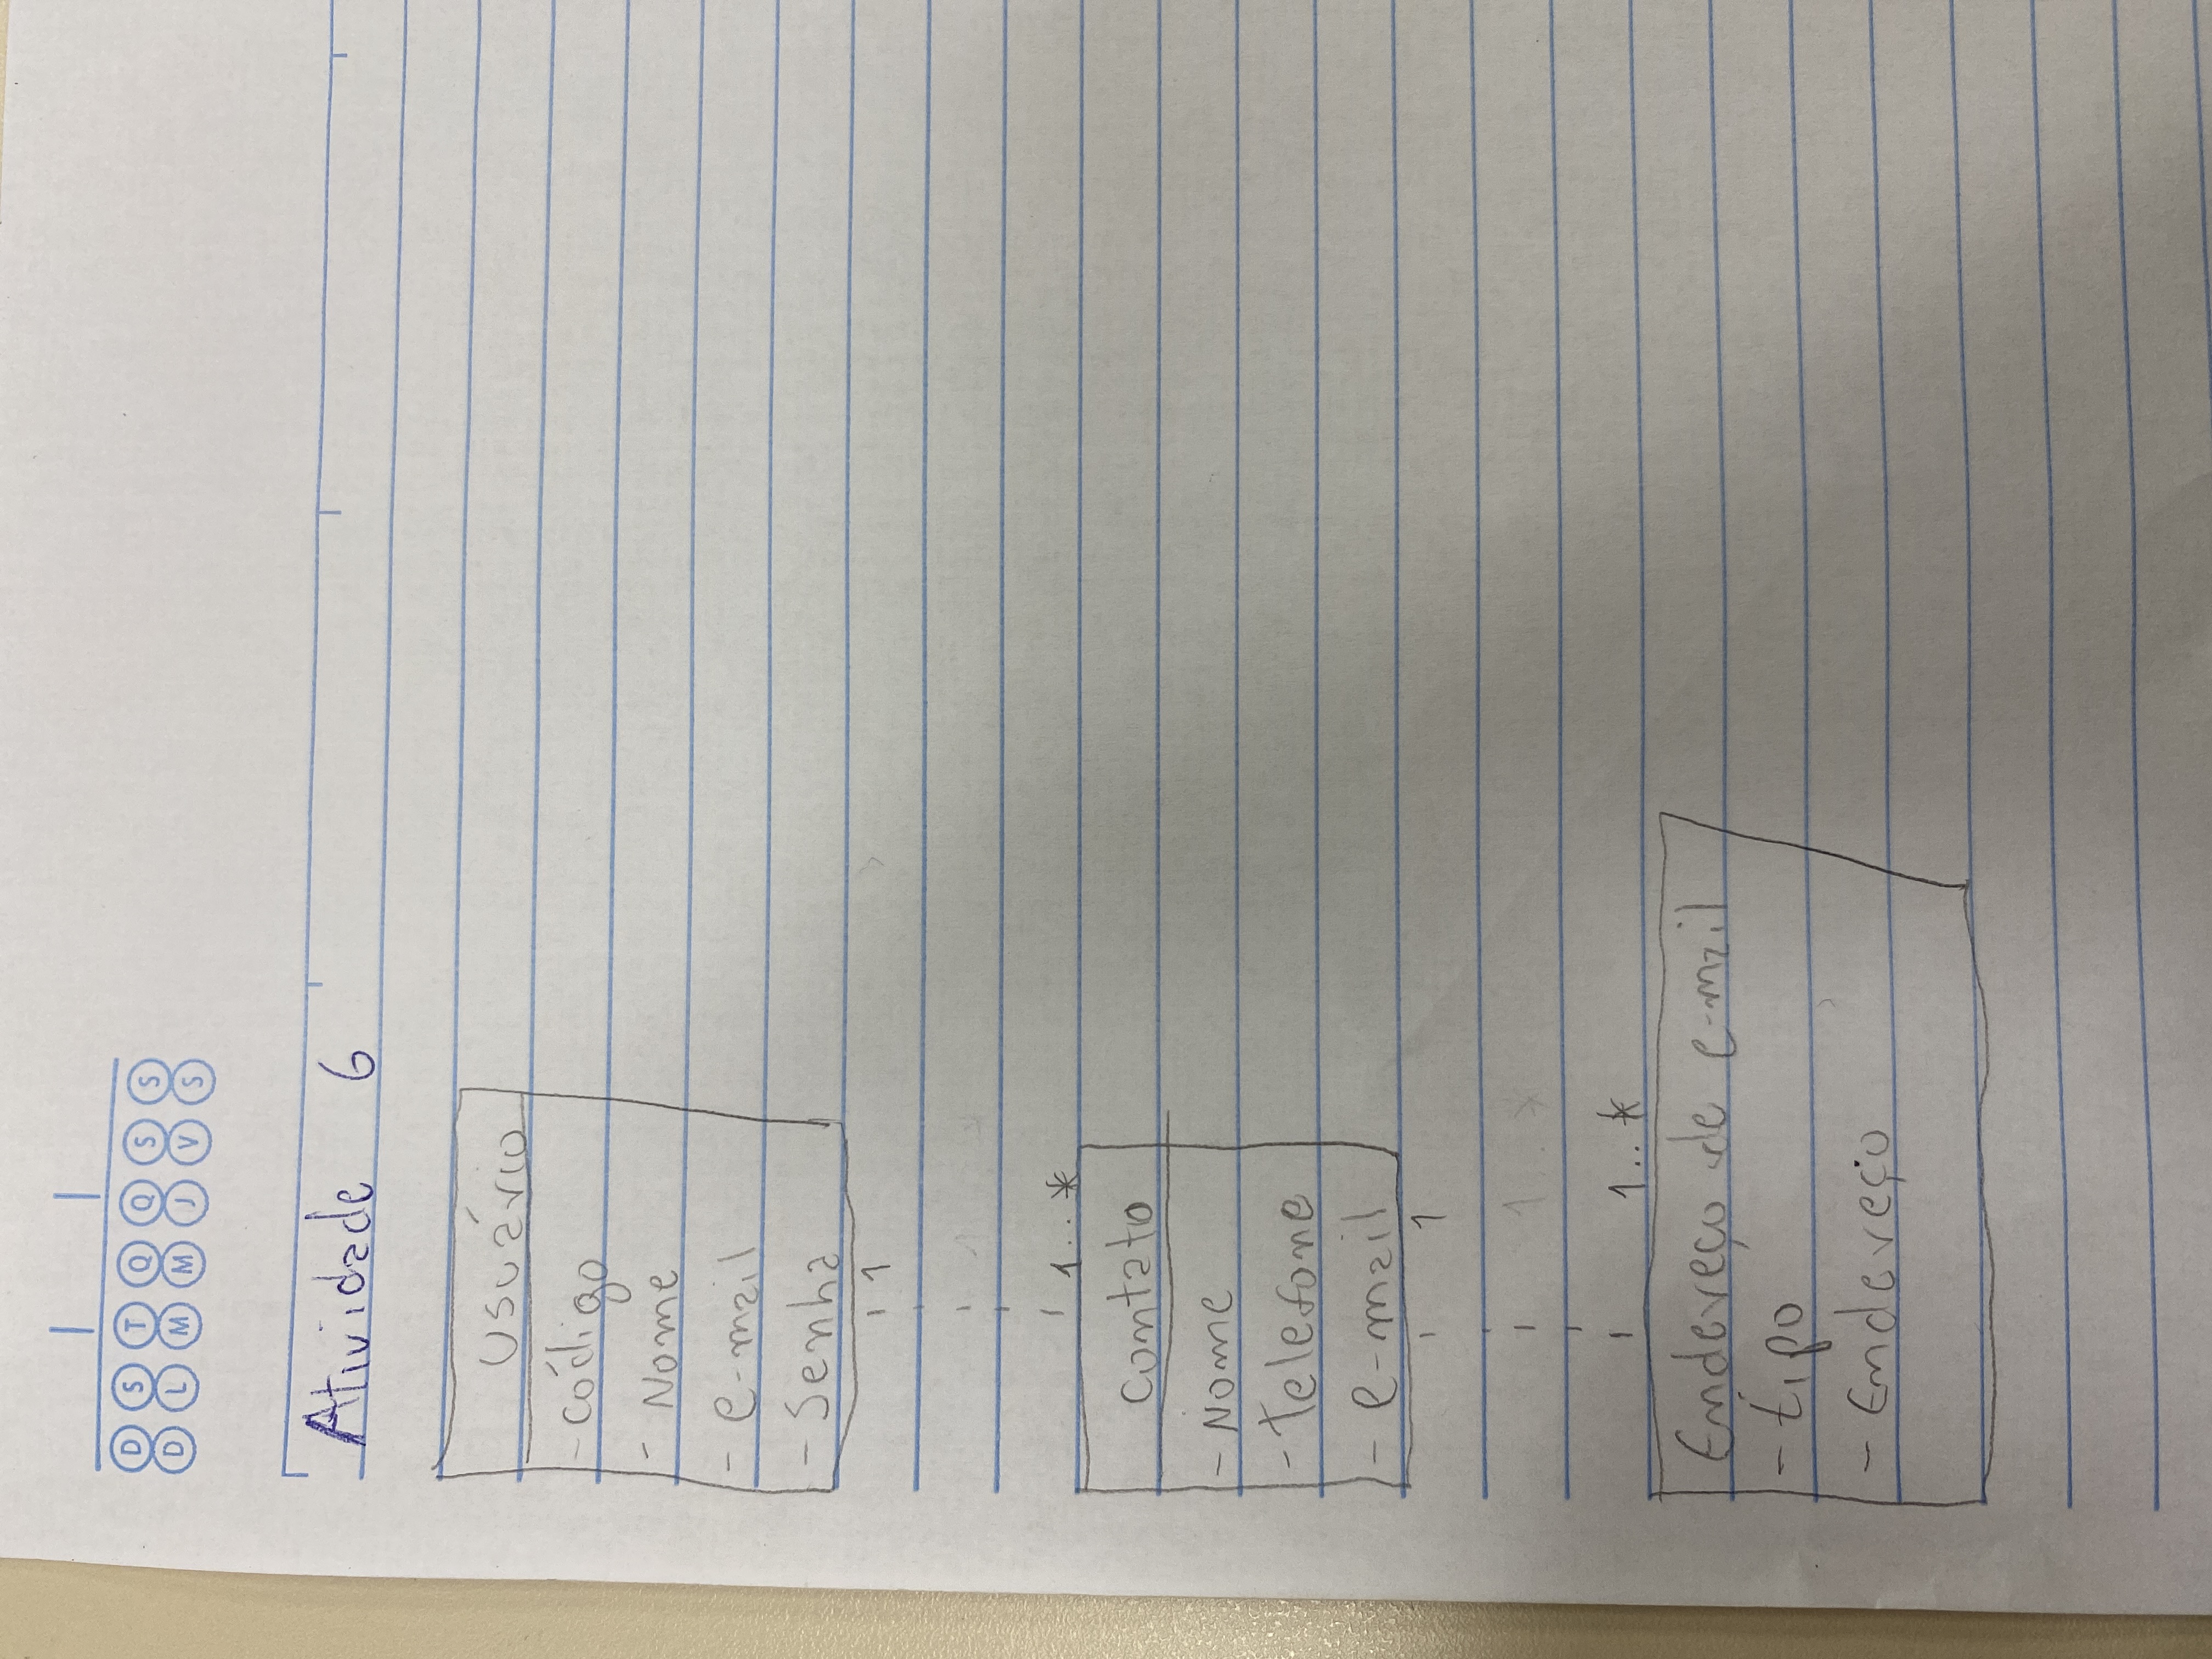 D S T Q Q S S
D L M M J V S
Atividade 6
Usuário
- Código
- Nome
- e-mail
- Senha
1
1..*
Contato
- Nome
- Telefone
- e-mail
1
1..*
1..*
Endereço de e-mail
- tipo
- Endereço